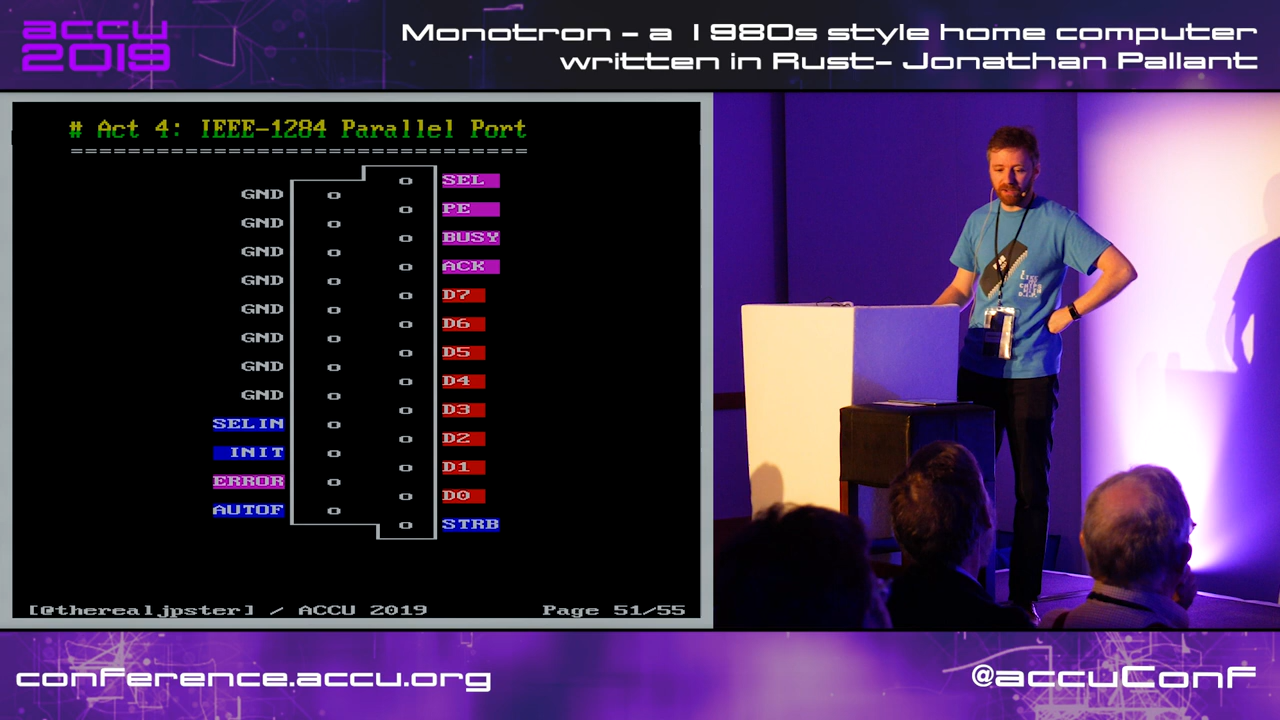 accu
2019
Monotron - a 1980s style home computer
written in Rust- Jonathan Pallant
# Act 4: IEEE-1284 Parallel Port
================================
SEL
GND
PE
GND
BUSY
GND
ACK
GND
D7
GND
D6
GND
D5
GND
D4
GND
D3
SELIN
D2
INIT
D1
ERROR
D0
AUTOF
STRB
[@therealjpster] / ACCU 2019
Page 51/55
conference.accu.org
@accuConf